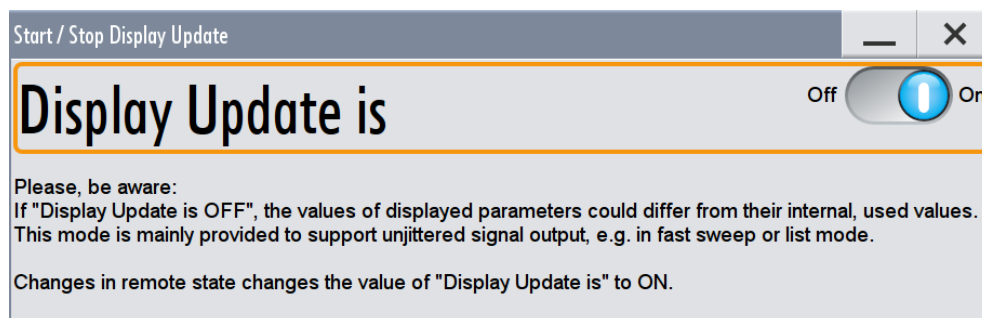 Start / Stop Display Update
Display Update is
Off
On
Please, be aware:
If "Display Update is OFF", the values of displayed parameters could differ from their internal, used values.
This mode is mainly provided to support unjittered signal output, e.g. in fast sweep or list mode.
Changes in remote state changes the value of "Display Update is" to ON.